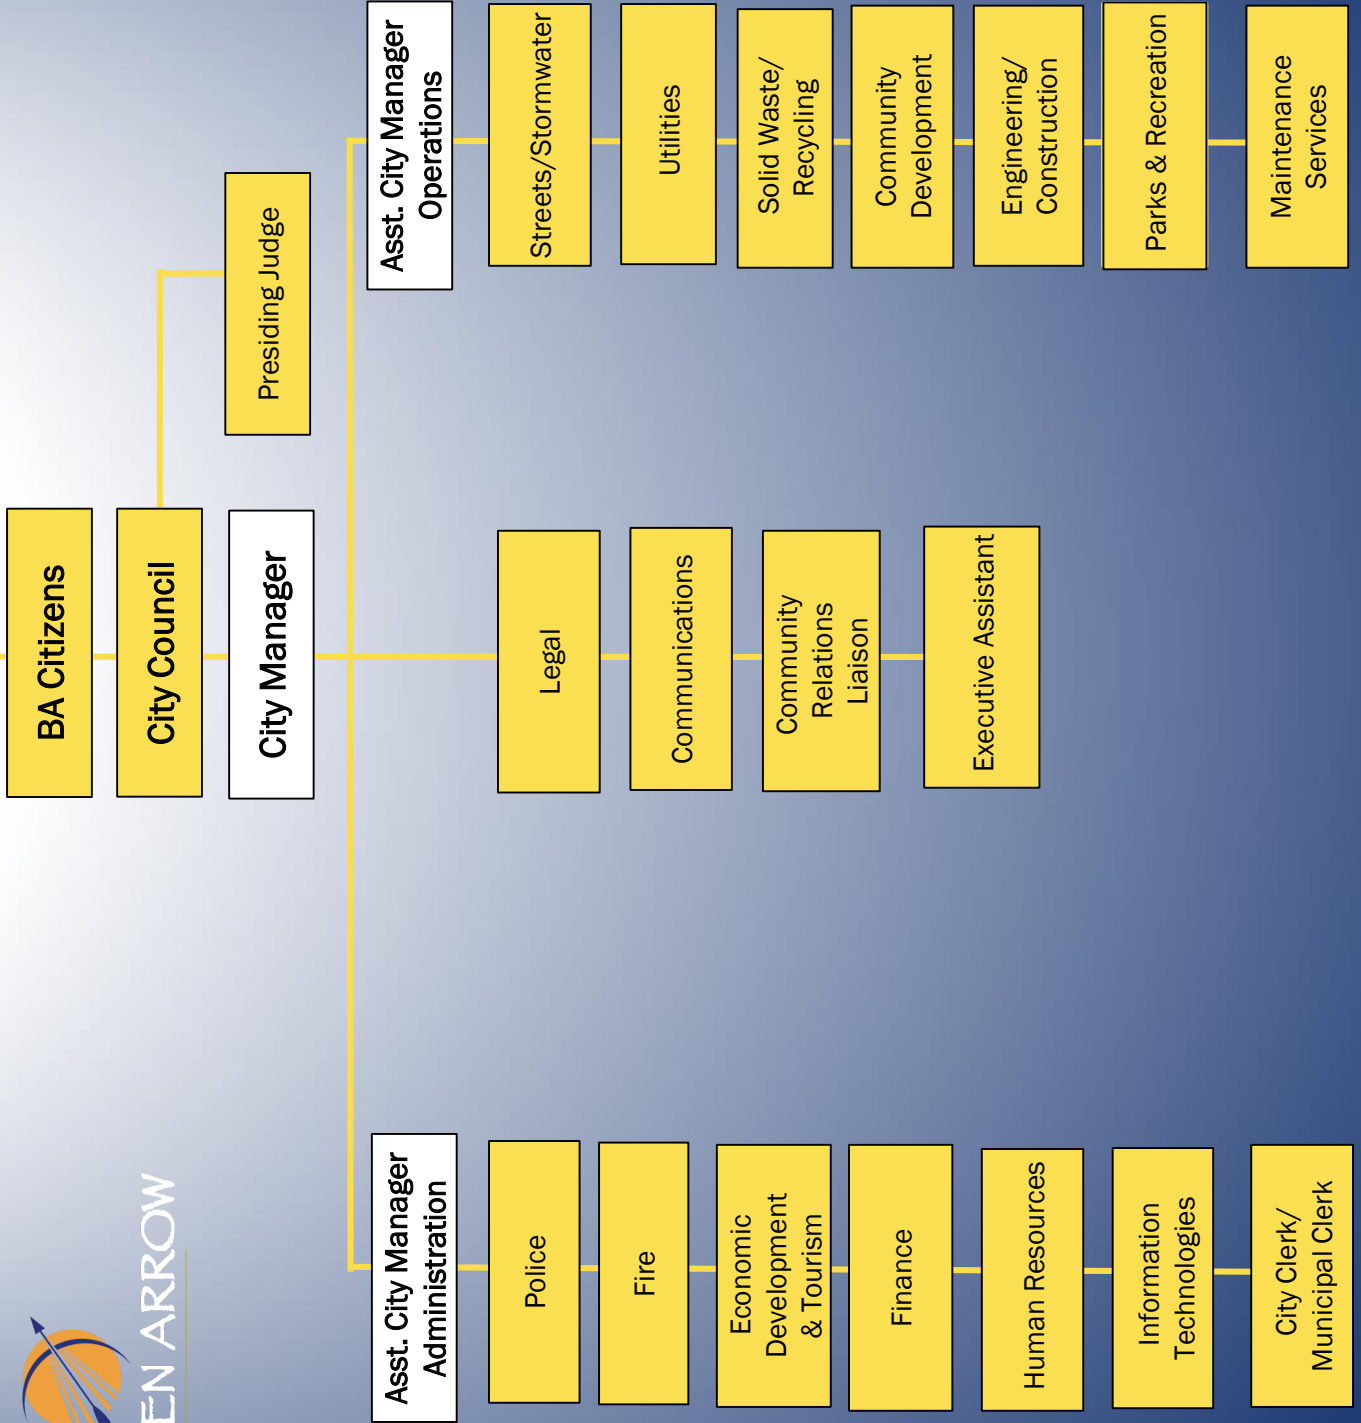 EN ARROW
BA Citizens
City Council
City Manager
Presiding Judge
Asst. City Manager
Administration
Police
Fire
Economic
Development
& Tourism
Finance
Human Resources
Information
Technologies
City Clerk/
Municipal Clerk
Legal
Communications
Community
Relations
Liaison
Executive Assistant
Asst. City Manager
Operations
Streets/Stormwater
Utilities
Solid Waste/
Recycling
Community
Development
Engineering/
Construction
Parks & Recreation
Maintenance
Services